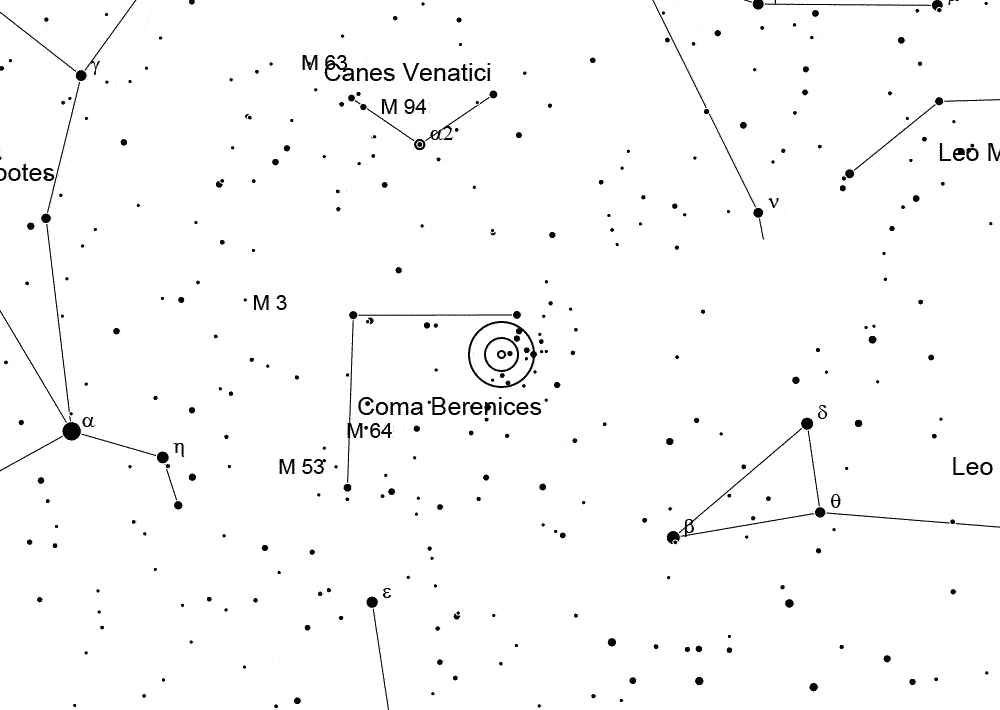 μ
γ
M 63
Canes Venatici
M 94
α2
Leo M
ootes
ν
M 3
δ
Coma Berenices
α
M 64
η
M 53
Leo
θ
β
ε